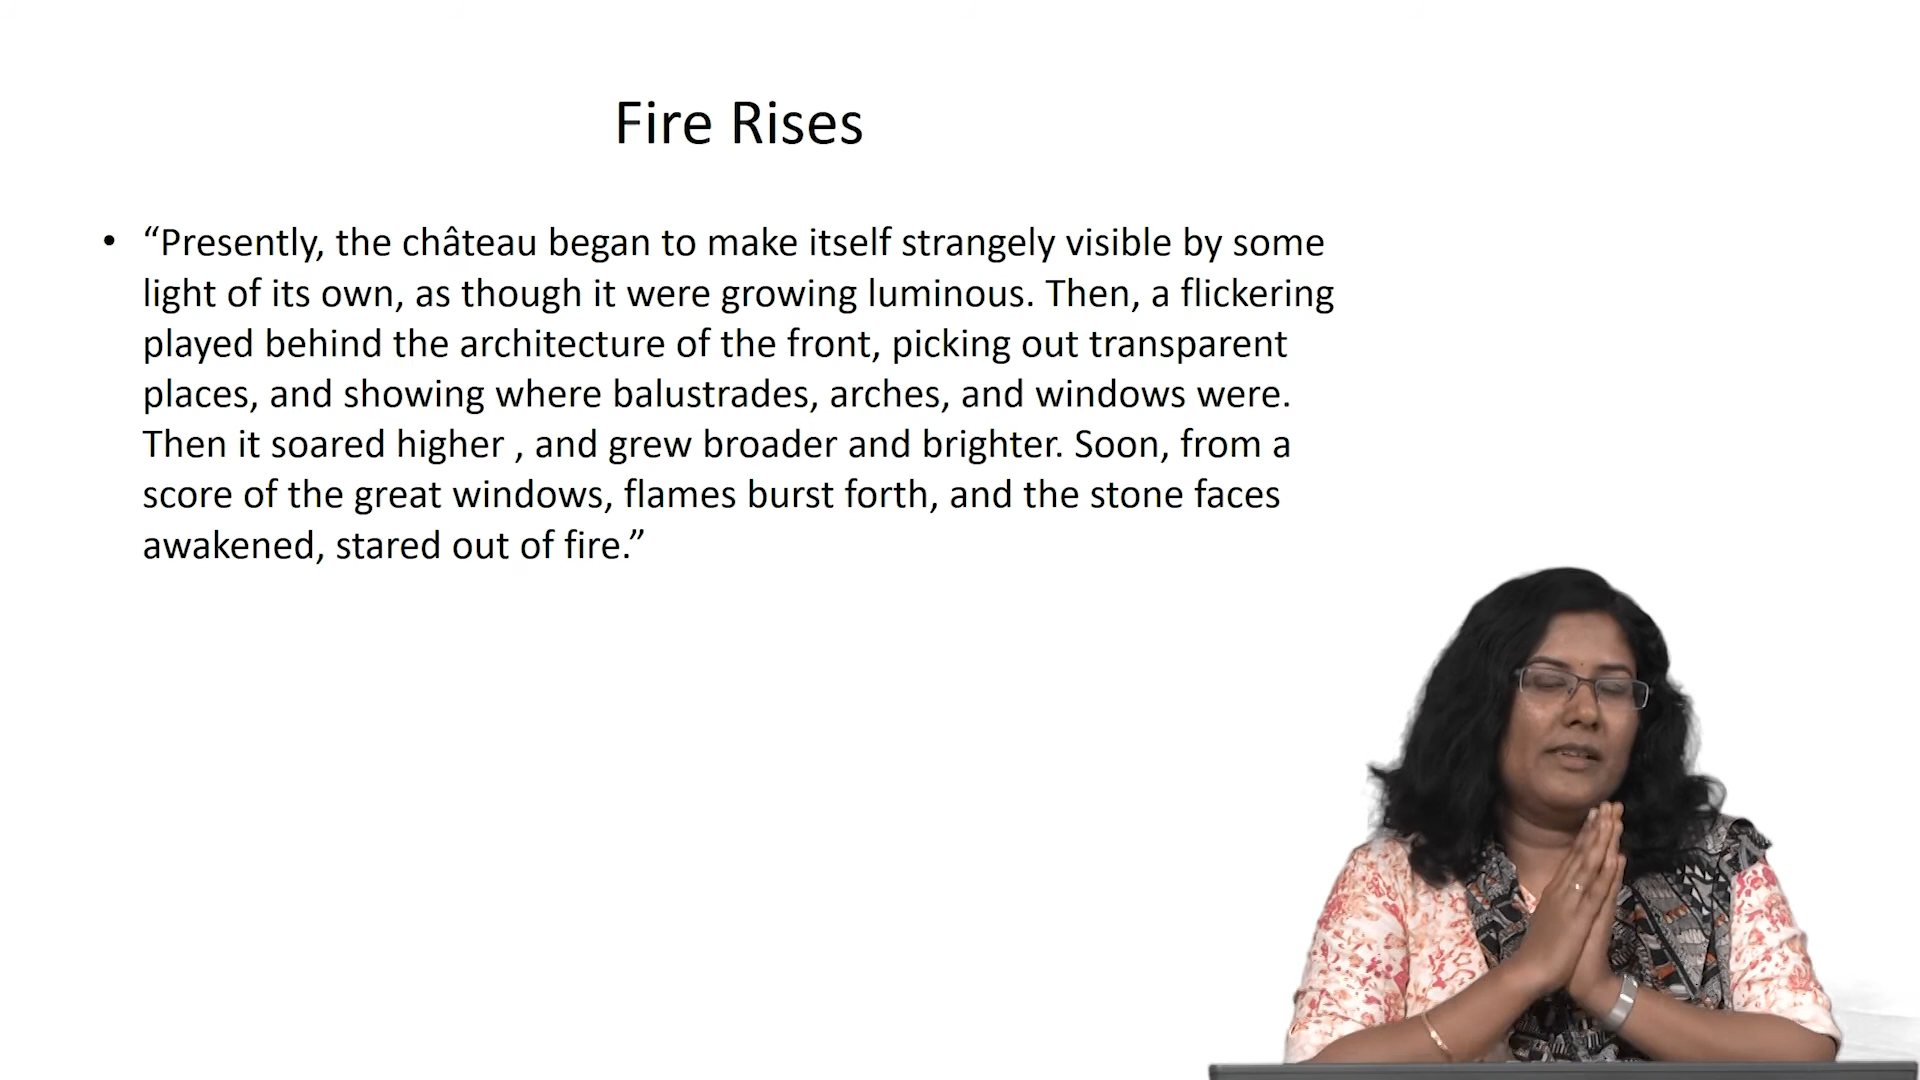 Fire Rises
• “Presently, the château began to make itself strangely visible by some
light of its own, as though it were growing luminous. Then, a flickering
played behind the architecture of the front, picking out transparent
places, and showing where balustrades, arches, and windows were.
Then it soared higher , and grew broader and brighter. Soon, from a
score of the great windows, flames burst forth, and the stone faces
awakened, stared out of fire.”